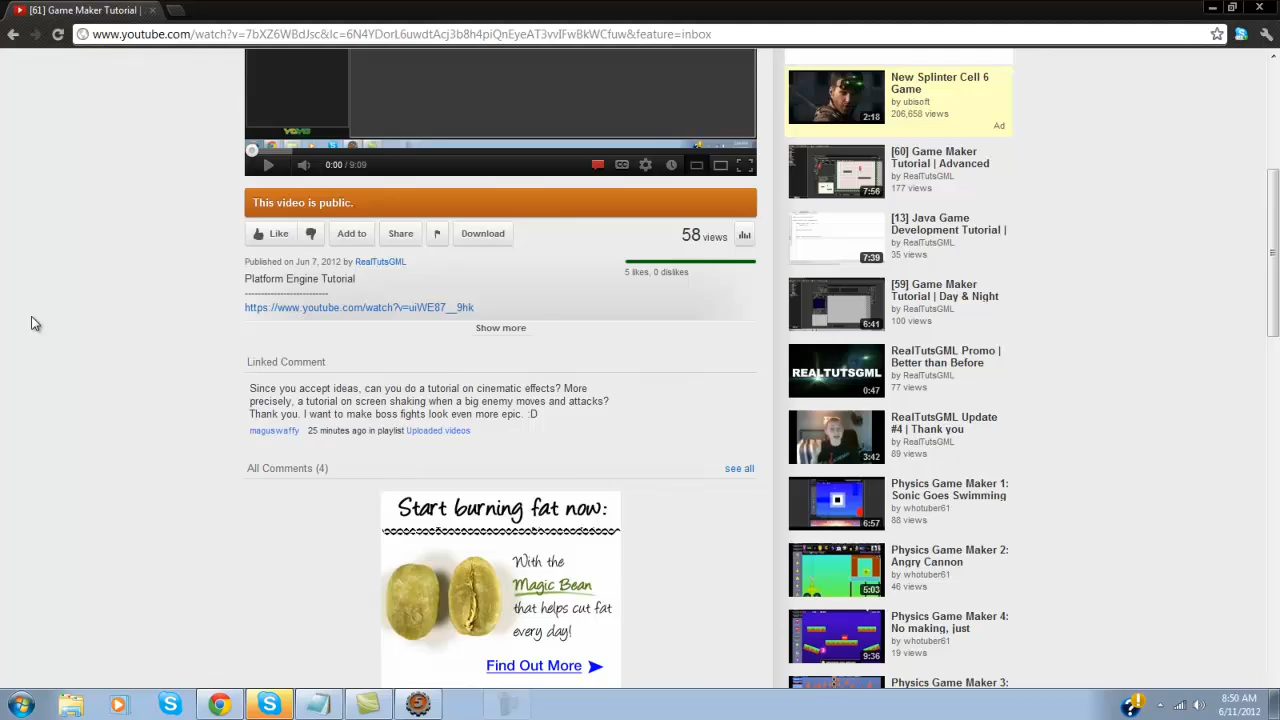 [61] Game Maker Tutorial |
www.youtube.com/watch?v=7bXZ6WBdJsc&lc=6N4YDorL6uwdtAcj3b8h4piQnEyeAT3vvIFwBkWCfuw&feature=inbox
0:00 / 9:09
CC
This video is public.
Like
Add to
Share
Download
58 views
Published on Jun 7, 2012 by RealTutsGML
5 likes, 0 dislikes
Platform Engine Tutorial
----------------------------
https://www.youtube.com/watch?v=uiWE87__9hk
Show more
Linked Comment
Since you accept ideas, can you do a tutorial on cinematic effects? More
precisely, a tutorial on screen shaking when a big enemy moves and attacks?
Thank you. I want to make boss fights look even more epic. :D
maguswaffy 25 minutes ago in playlist Uploaded videos
All Comments (4)
see all
Start burning fat now:
With the
Magic Bean
that helps cut fat
every day!
Find Out More
New Splinter Cell 6
Game
by ubisoft
206,658 views
Ad
2:18
[60] Game Maker
Tutorial | Advanced
by RealTutsGML
177 views
7:56
[13] Java Game
Development Tutorial |
by RealTutsGML
35 views
7:39
[59] Game Maker
Tutorial | Day & Night
by RealTutsGML
100 views
6:41
RealTutsGML Promo |
Better than Before
by RealTutsGML
77 views
REALTUTSGML
0:47
RealTutsGML Update
#4 | Thank you
by RealTutsGML
89 views
3:42
Physics Game Maker 1:
Sonic Goes Swimming
by whotuber61
88 views
6:57
Physics Game Maker 2:
Angry Cannon
by whotuber61
46 views
5:03
Physics Game Maker 4:
No making, just
by whotuber61
19 views
9:36
Physics Game Maker 3:
8:50 AM
6/11/2012